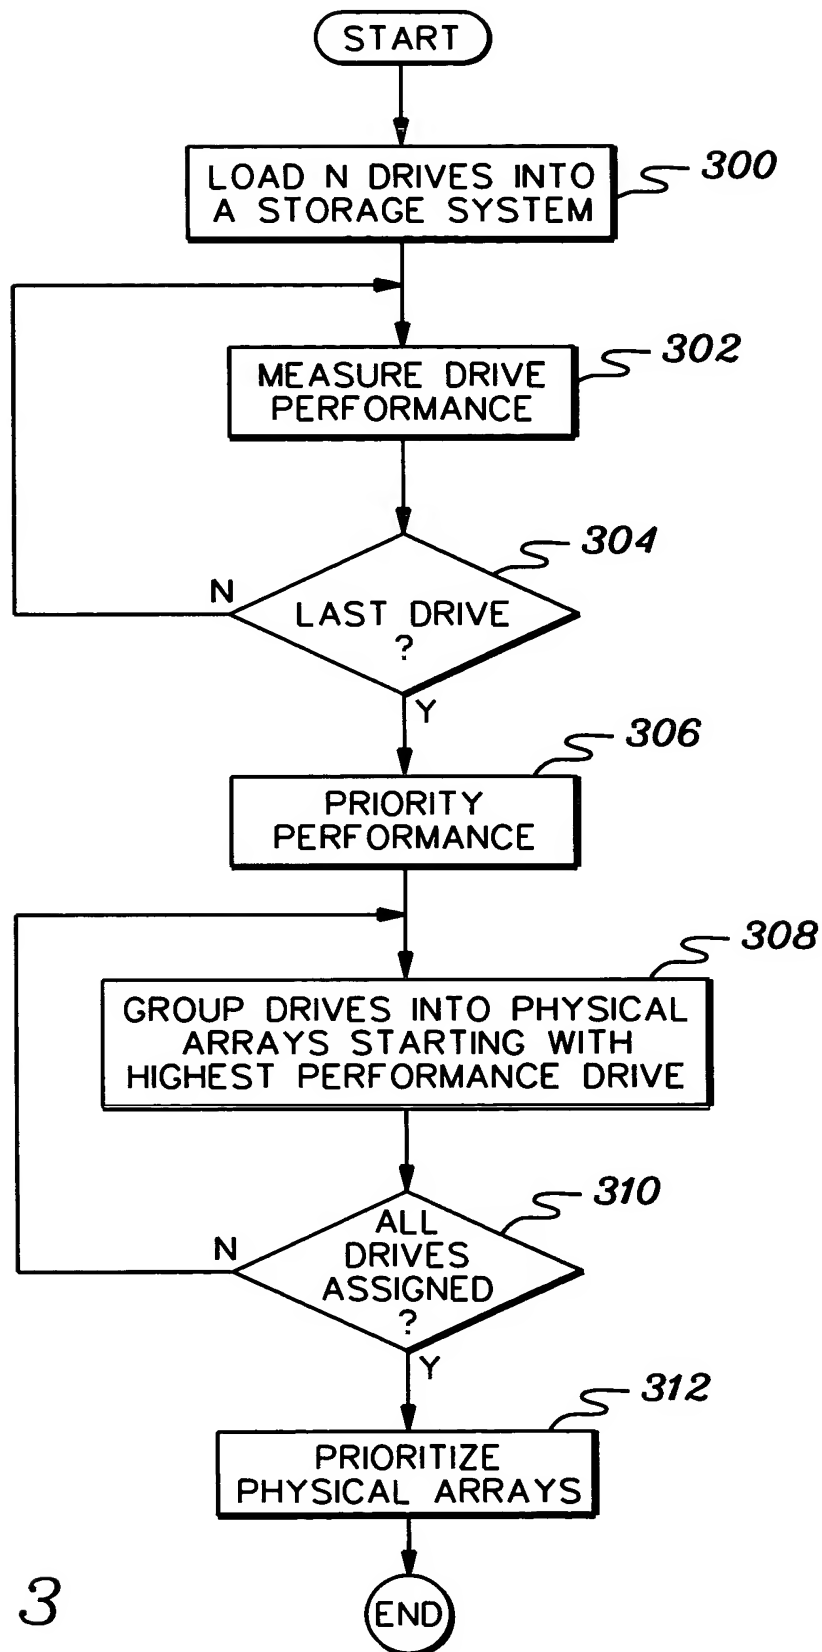 START
LOAD N DRIVES INTO
A STORAGE SYSTEM
300
MEASURE DRIVE
PERFORMANCE
302
304
N
LAST DRIVE
?
Y
306
PRIORITY
PERFORMANCE
308
GROUP DRIVES INTO PHYSICAL
ARRAYS STARTING WITH
HIGHEST PERFORMANCE DRIVE
310
N
ALL
DRIVES
ASSIGNED
?
Y
312
PRIORITIZE
PHYSICAL ARRAYS
3
END